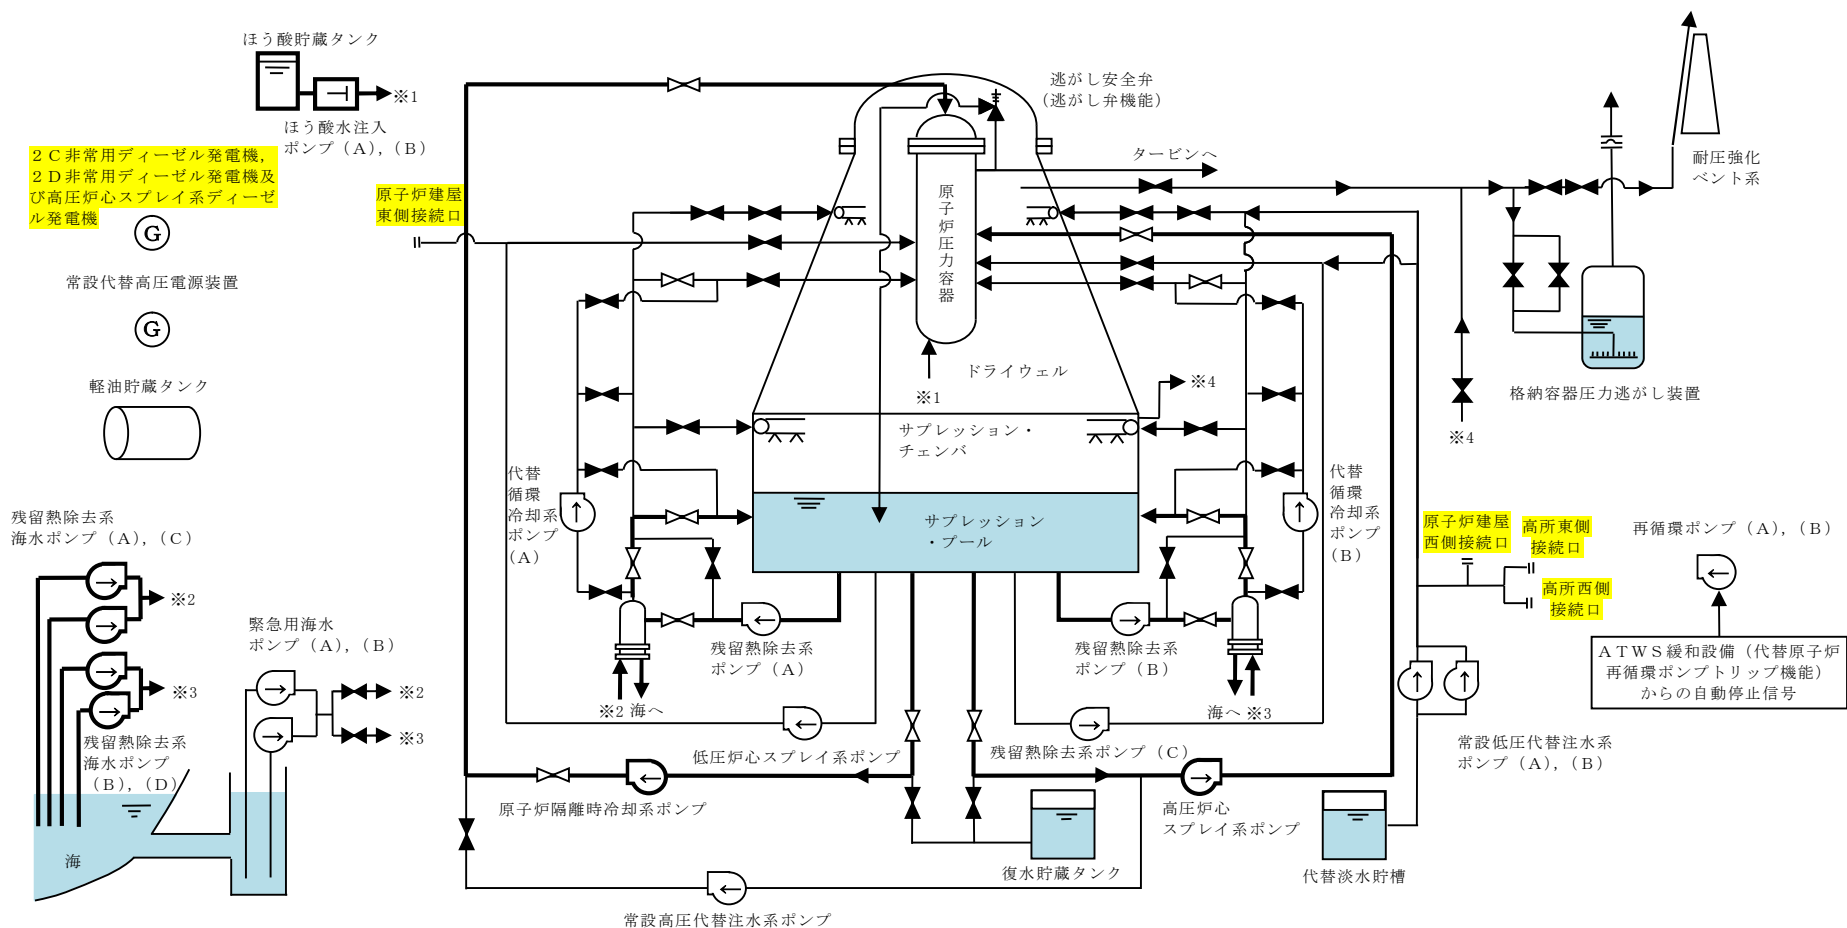 ほう酸貯蔵タンク
※1
ほう酸水注入
ポンプ（A），（B）
２Ｃ非常用ディーゼル発電機，
２Ｄ非常用ディーゼル発電機及
び高圧炉心スプレイ系ディーゼ
ル発電機
G
常設代替高圧電源装置
G
軽油貯蔵タンク
残留熱除去系
海水ポンプ（A），（C）
※2
※3
残留熱除去系
海水ポンプ
（B），（D）
海
緊急用海水
ポンプ（A），（B）
※2
※3
原子炉建屋
東側接続口
逃がし安全弁
（逃がし弁機能）
タービンへ
原子炉圧力容器
※1
ドライウェル
※4
サプレッション・
チェンバ
サプレッション
・プール
代替
循環
冷却系
ポンプ
（A）
代替
循環
冷却系
ポンプ
（B）
残留熱除去系
ポンプ（A）
残留熱除去系
ポンプ（B）
※2 海へ
海へ ※3
低圧炉心スプレイ系ポンプ
残留熱除去系ポンプ（C）
原子炉隔離時冷却系ポンプ
高圧炉心
スプレイ系ポンプ
復水貯蔵タンク
常設高圧代替注水系ポンプ
代替淡水貯槽
常設低圧代替注水系
ポンプ（A），（B）
原子炉建屋
西側接続口
高所東側
接続口
高所西側
接続口
耐圧強化
ベント系
格納容器圧力逃がし装置
※4
再循環ポンプ（A），（B）
ＡＴＷＳ緩和設備（代替原子炉
再循環ポンプトリップ機能）
からの自動停止信号